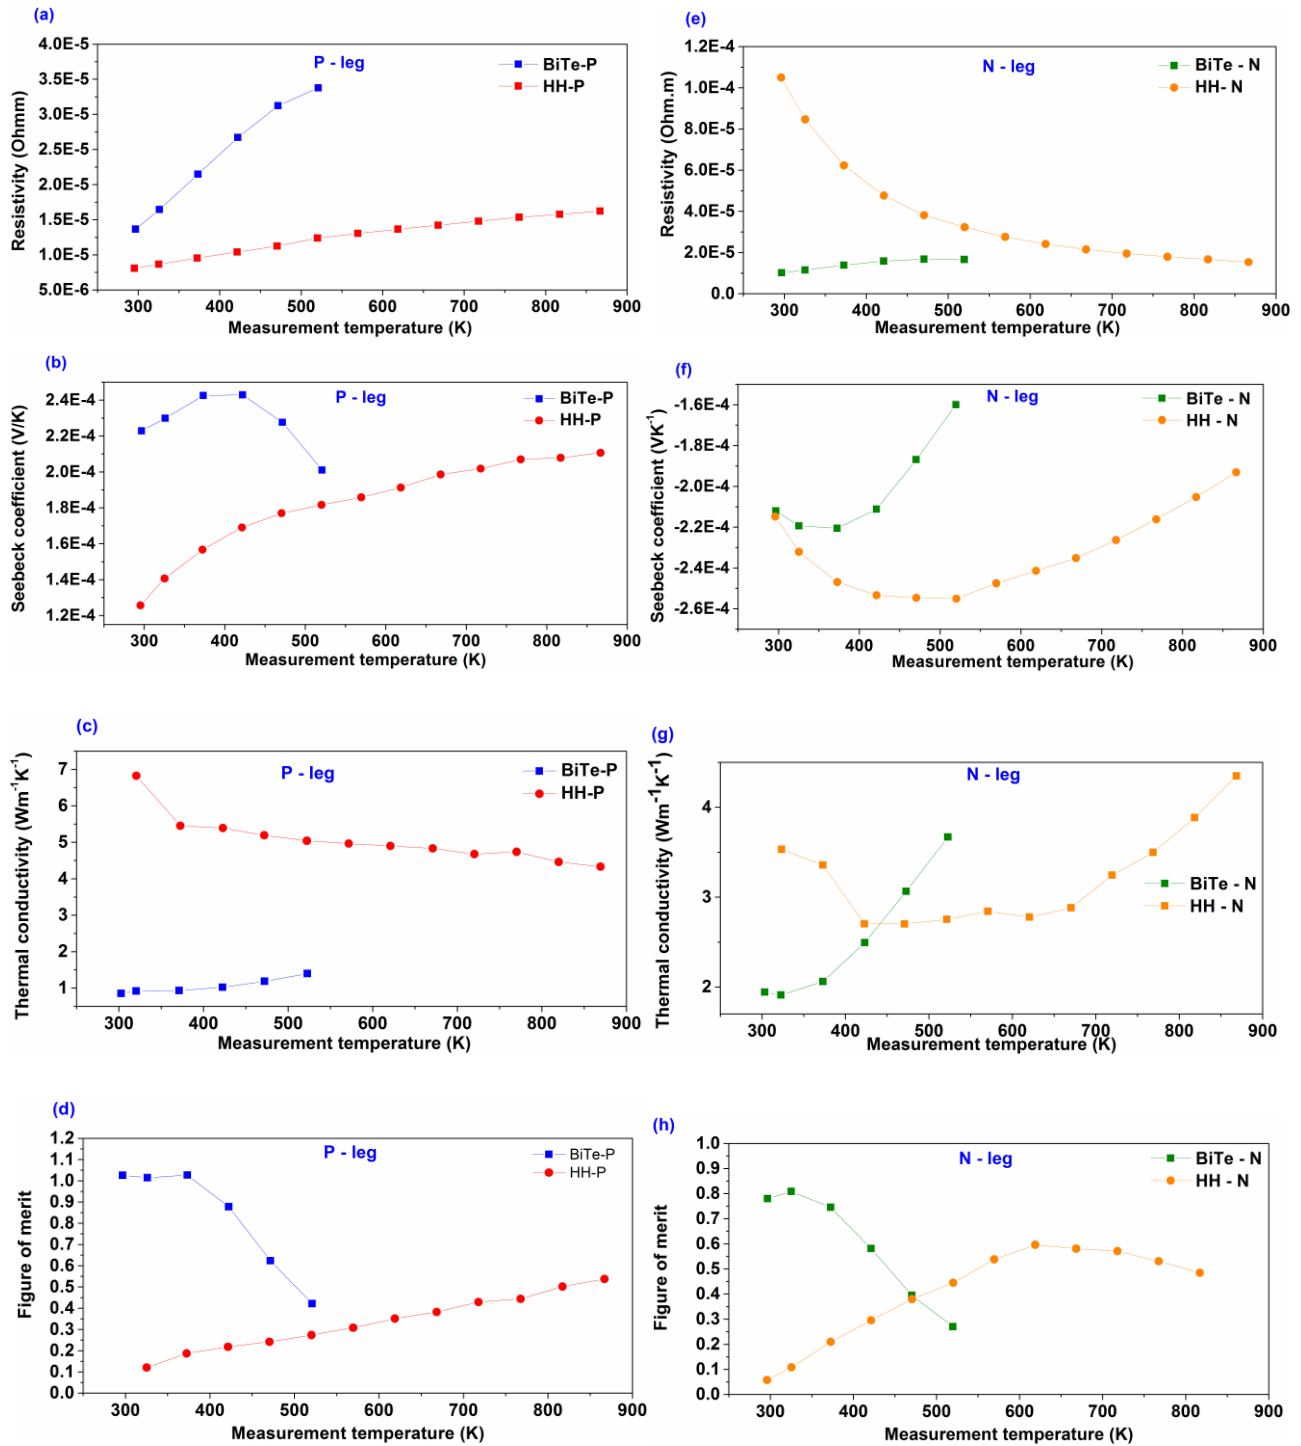 (a)
P - leg
BiTe-P
HH-P
4.0E-5
3.5E-5
3.0E-5
2.5E-5
2.0E-5
1.5E-5
1.0E-5
5.0E-6
Resistivity (Ohmm)
300 400 500 600 700 800 900
Measurement temperature (K)
(e)
N - leg
BiTe - N
HH- N
1.2E-4
1.0E-4
8.0E-5
6.0E-5
4.0E-5
2.0E-5
0.0
Resistivity (Ohm.m)
300 400 500 600 700 800 900
Measurement temperature (K)
(b)
P - leg
BiTe-P
HH-P
2.4E-4
2.2E-4
2.0E-4
1.8E-4
1.6E-4
1.4E-4
1.2E-4
Seebeck coefficient (V/K)
300 400 500 600 700 800 900
Measurement temperature (K)
(f)
N - leg
BiTe - N
HH - N
-1.6E-4
-1.8E-4
-2.0E-4
-2.2E-4
-2.4E-4
-2.6E-4
Seebeck coefficient (VK⁻¹)
300 400 500 600 700 800 900
Measurement temperature (K)
(c)
P - leg
BiTe-P
HH-P
7
6
5
4
3
2
1
Thermal conductivity (Wm⁻¹K⁻¹)
300 400 500 600 700 800 900
Measurement temperature (K)
(g)
N - leg
BiTe - N
HH - N
4
3
2
Thermal conductivity (Wm⁻¹K⁻¹)
300 400 500 600 700 800 900
Measurement temperature (K)
(d)
P - leg
BiTe-P
HH-P
1.2
1.1
1.0
0.9
0.8
0.7
0.6
0.5
0.4
0.3
0.2
0.1
0.0
Figure of merit
300 400 500 600 700 800 900
Measurement temperature (K)
(h)
N - leg
BiTe - N
HH - N
1.0
0.9
0.8
0.7
0.6
0.5
0.4
0.3
0.2
0.1
0.0
Figure of merit
300 400 500 600 700 800 900
Measurement temperature (K)